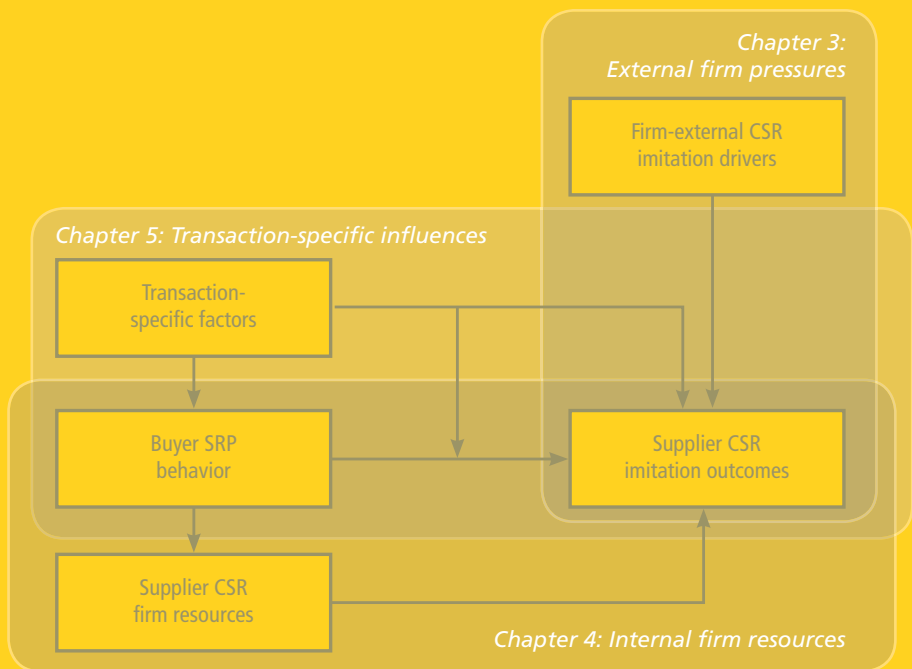 Chapter 3:
External firm pressures
Firm-external CSR
imitation drivers
Chapter 5: Transaction-specific influences
Transaction-
specific factors
Buyer SRP
behavior
Supplier CSR
imitation outcomes
Supplier CSR
firm resources
Chapter 4: Internal firm resources